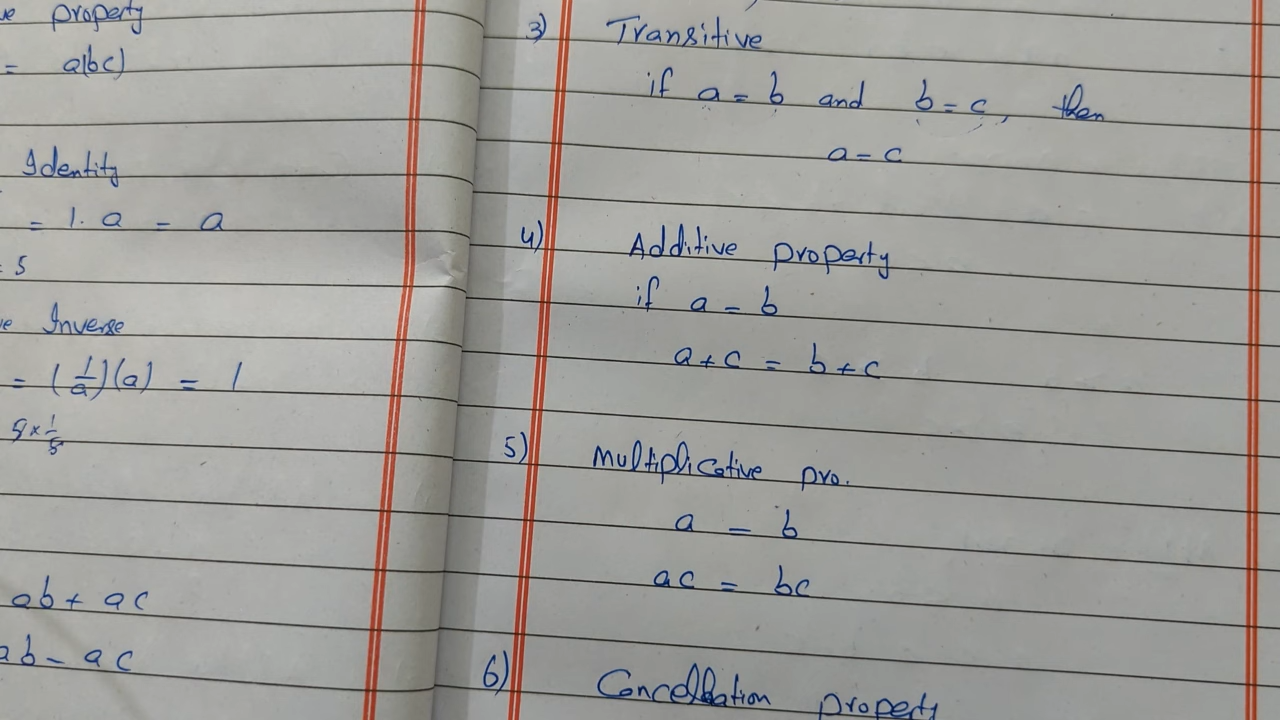 property
= a(bc)
Identity
= 1. a = a
= 5
Inverse
= (1/a)(a) = 1
5 × 1/5
ab + ac
ab - ac
3) Transitive
if a = b and b = c, then
a = c
4) Additive property
if a = b
a + c = b + c
5) Multiplicative pro.
a = b
ac = bc
6) Cancellation property